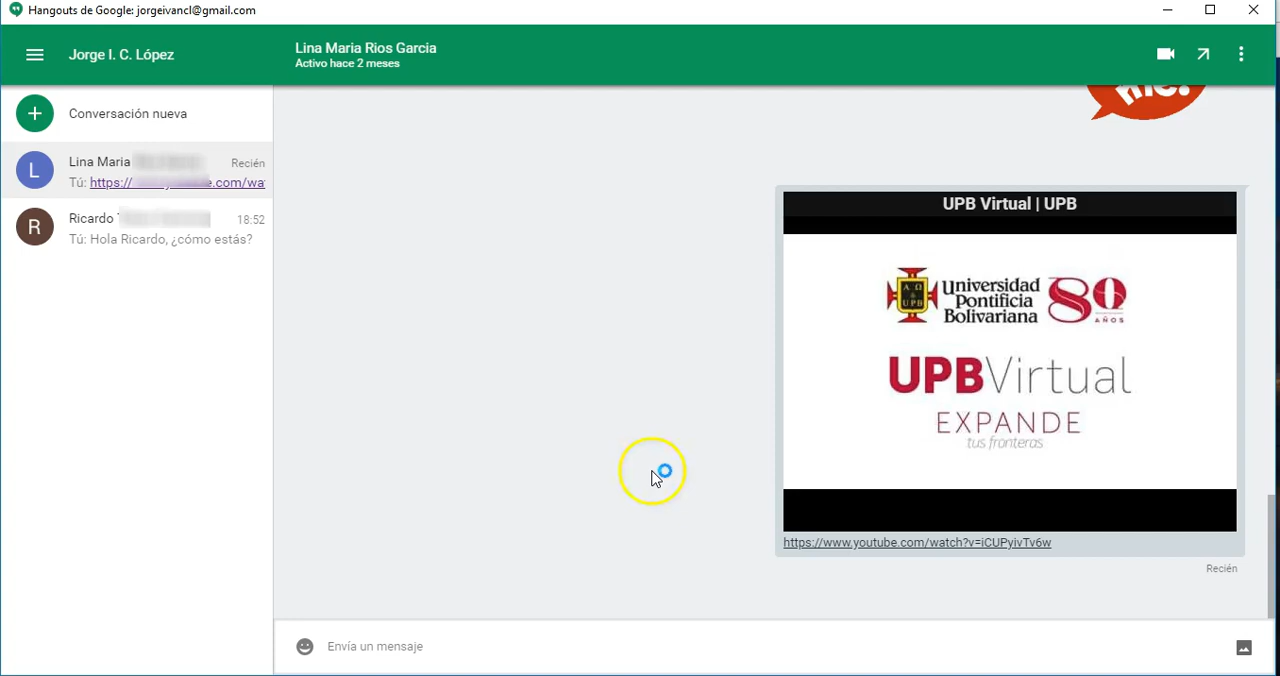 Hangouts de Google: jorgeivancl@gmail.com
Jorge I. C. López
Lina Maria Rios Garcia
Activo hace 2 meses
me!
Conversación nueva
L
Lina Maria
Recién
Tú: https:// e.com/wa
R
Ricardo
18:52
Tú: Hola Ricardo, ¿cómo estás?
UPB Virtual | UPB
Universidad
Pontificia
Bolivariana
80
AÑOS
UPBVirtual
EXPANDE
tus fronteras
https://www.youtube.com/watch?v=iCUPyivTv6w
Recién
Envía un mensaje